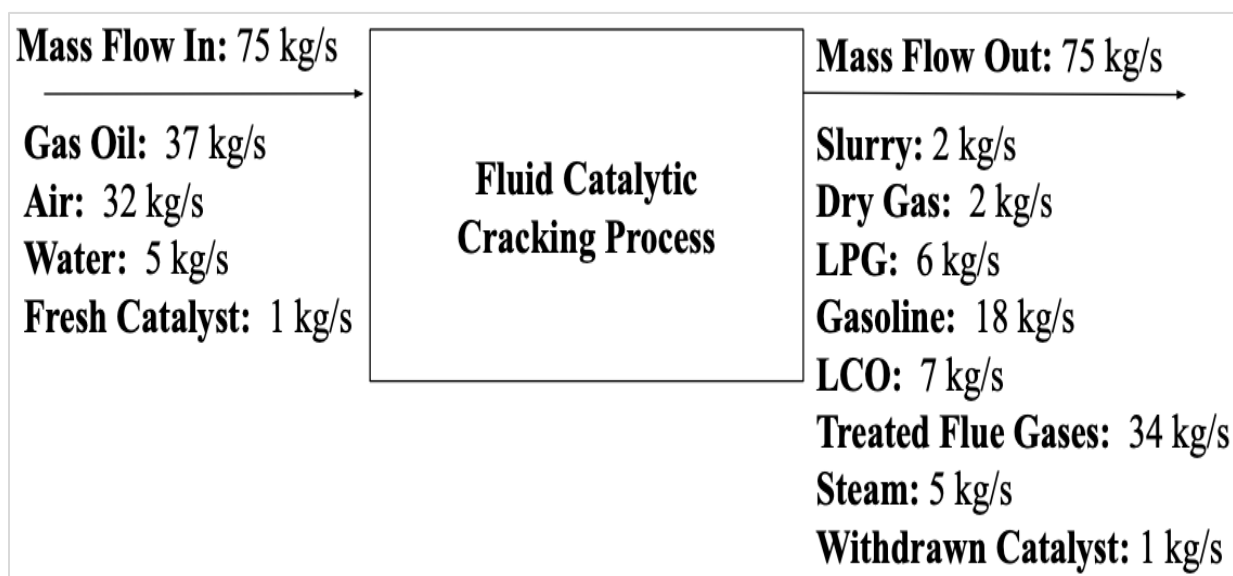 Mass Flow In: 75 kg/s
Gas Oil: 37 kg/s
Air: 32 kg/s
Water: 5 kg/s
Fresh Catalyst: 1 kg/s
Fluid Catalytic
Cracking Process
Mass Flow Out: 75 kg/s
Slurry: 2 kg/s
Dry Gas: 2 kg/s
LPG: 6 kg/s
Gasoline: 18 kg/s
LCO: 7 kg/s
Treated Flue Gases: 34 kg/s
Steam: 5 kg/s
Withdrawn Catalyst: 1 kg/s